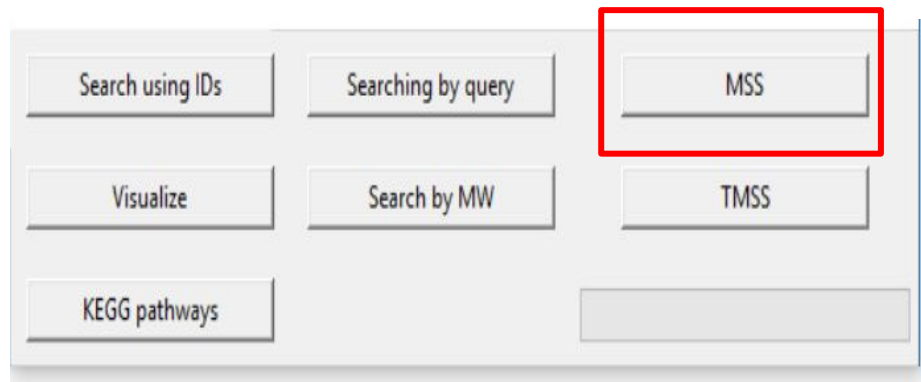 Search using IDs
Searching by query
MSS
Visualize
Search by MW
TMSS
KEGG pathways